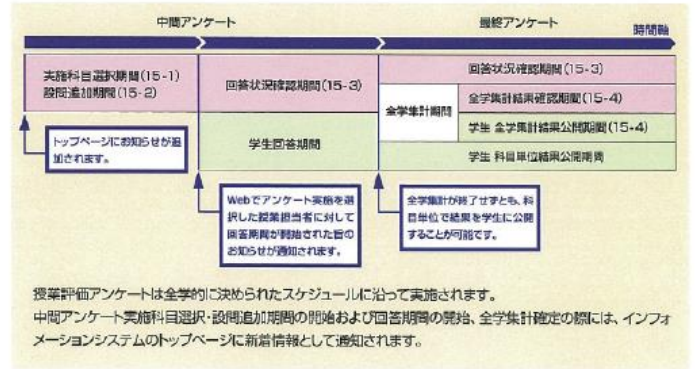 中間アンケート
最終アンケート
時間軸
実施科目選択期間(15-1)
設問追加期間(15-2)
回答状況確認期間(15-3)
回答状況確認期間(15-3)
全学集計期間
全学集計結果確認期間(15-4)
学生 全学集計結果公開期間(15-4)
学生回答期間
学生 科目単位結果公開期間
トップページにお知らせが追
加されます。
Webでアンケート実施を選
択した授業担当者に対して
回答期間が開始された旨の
お知らせが通知されます。
全学集計が終了せずとも、科
目単位で結果を学生に公開
することが可能です。
授業評価アンケートは全学的に決められたスケジュールに沿って実施されます。
中間アンケート実施科目選択・設問追加期間の開始および回答期間の開始、全学集計確定の際には、インフォ
メーションシステムのトップページに新着情報として通知されます。